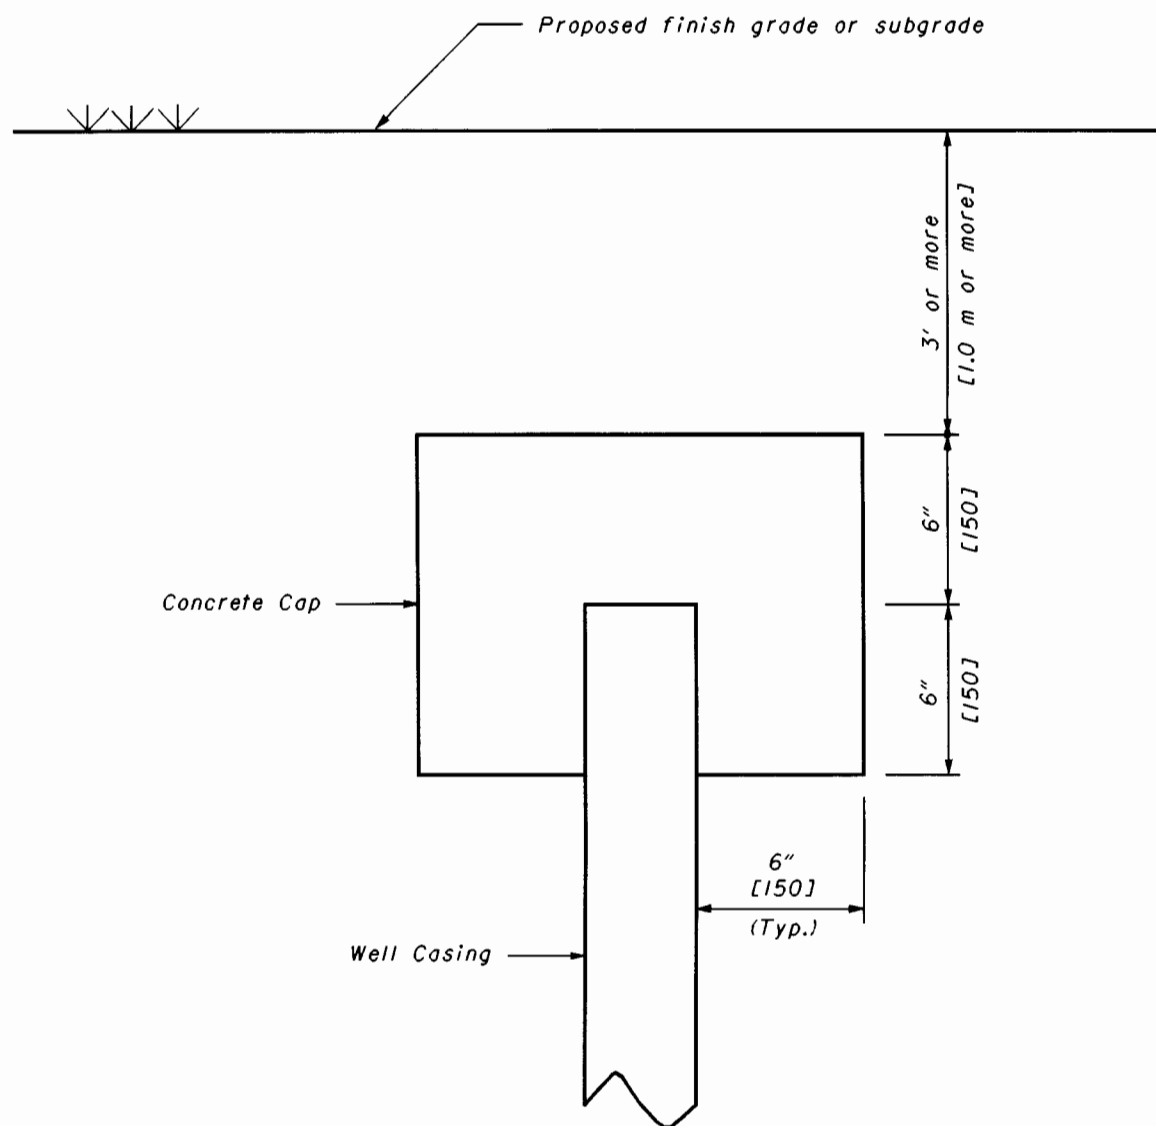 Proposed finish grade or subgrade
3' or more
[1.0 m or more]
6"
[150]
Concrete Cap
6"
[150]
6"
[150]
(Typ.)
Well Casing